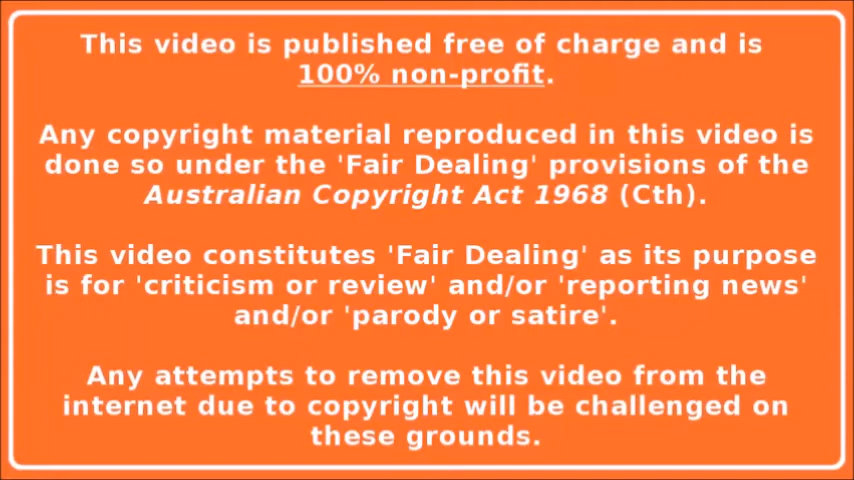 This video is published free of charge and is
100% non-profit.
Any copyright material reproduced in this video is
done so under the 'Fair Dealing' provisions of the
Australian Copyright Act 1968 (Cth).
This video constitutes 'Fair Dealing' as its purpose
is for 'criticism or review' and/or 'reporting news'
and/or 'parody or satire'.
Any attempts to remove this video from the
internet due to copyright will be challenged on
these grounds.